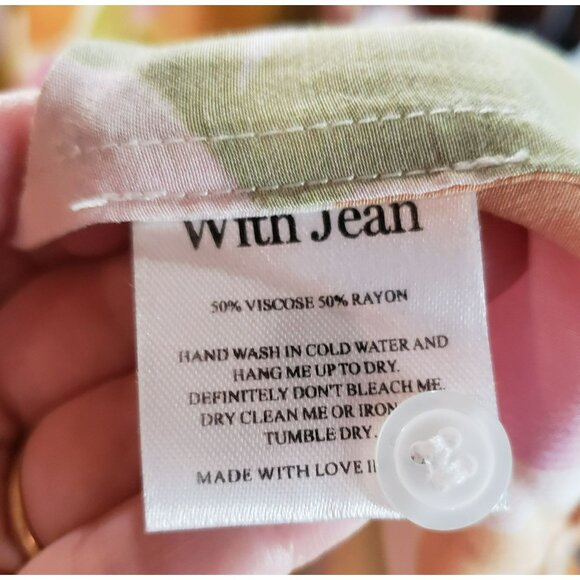 With Jean
50% VISCOSE 50% RAYON
HAND WASH IN COLD WATER AND
HANG ME UP TO DRY.
DEFINITELY DON'T BLEACH ME,
DRY CLEAN ME OR IRON
TUMBLE DRY.
MADE WITH LOVE